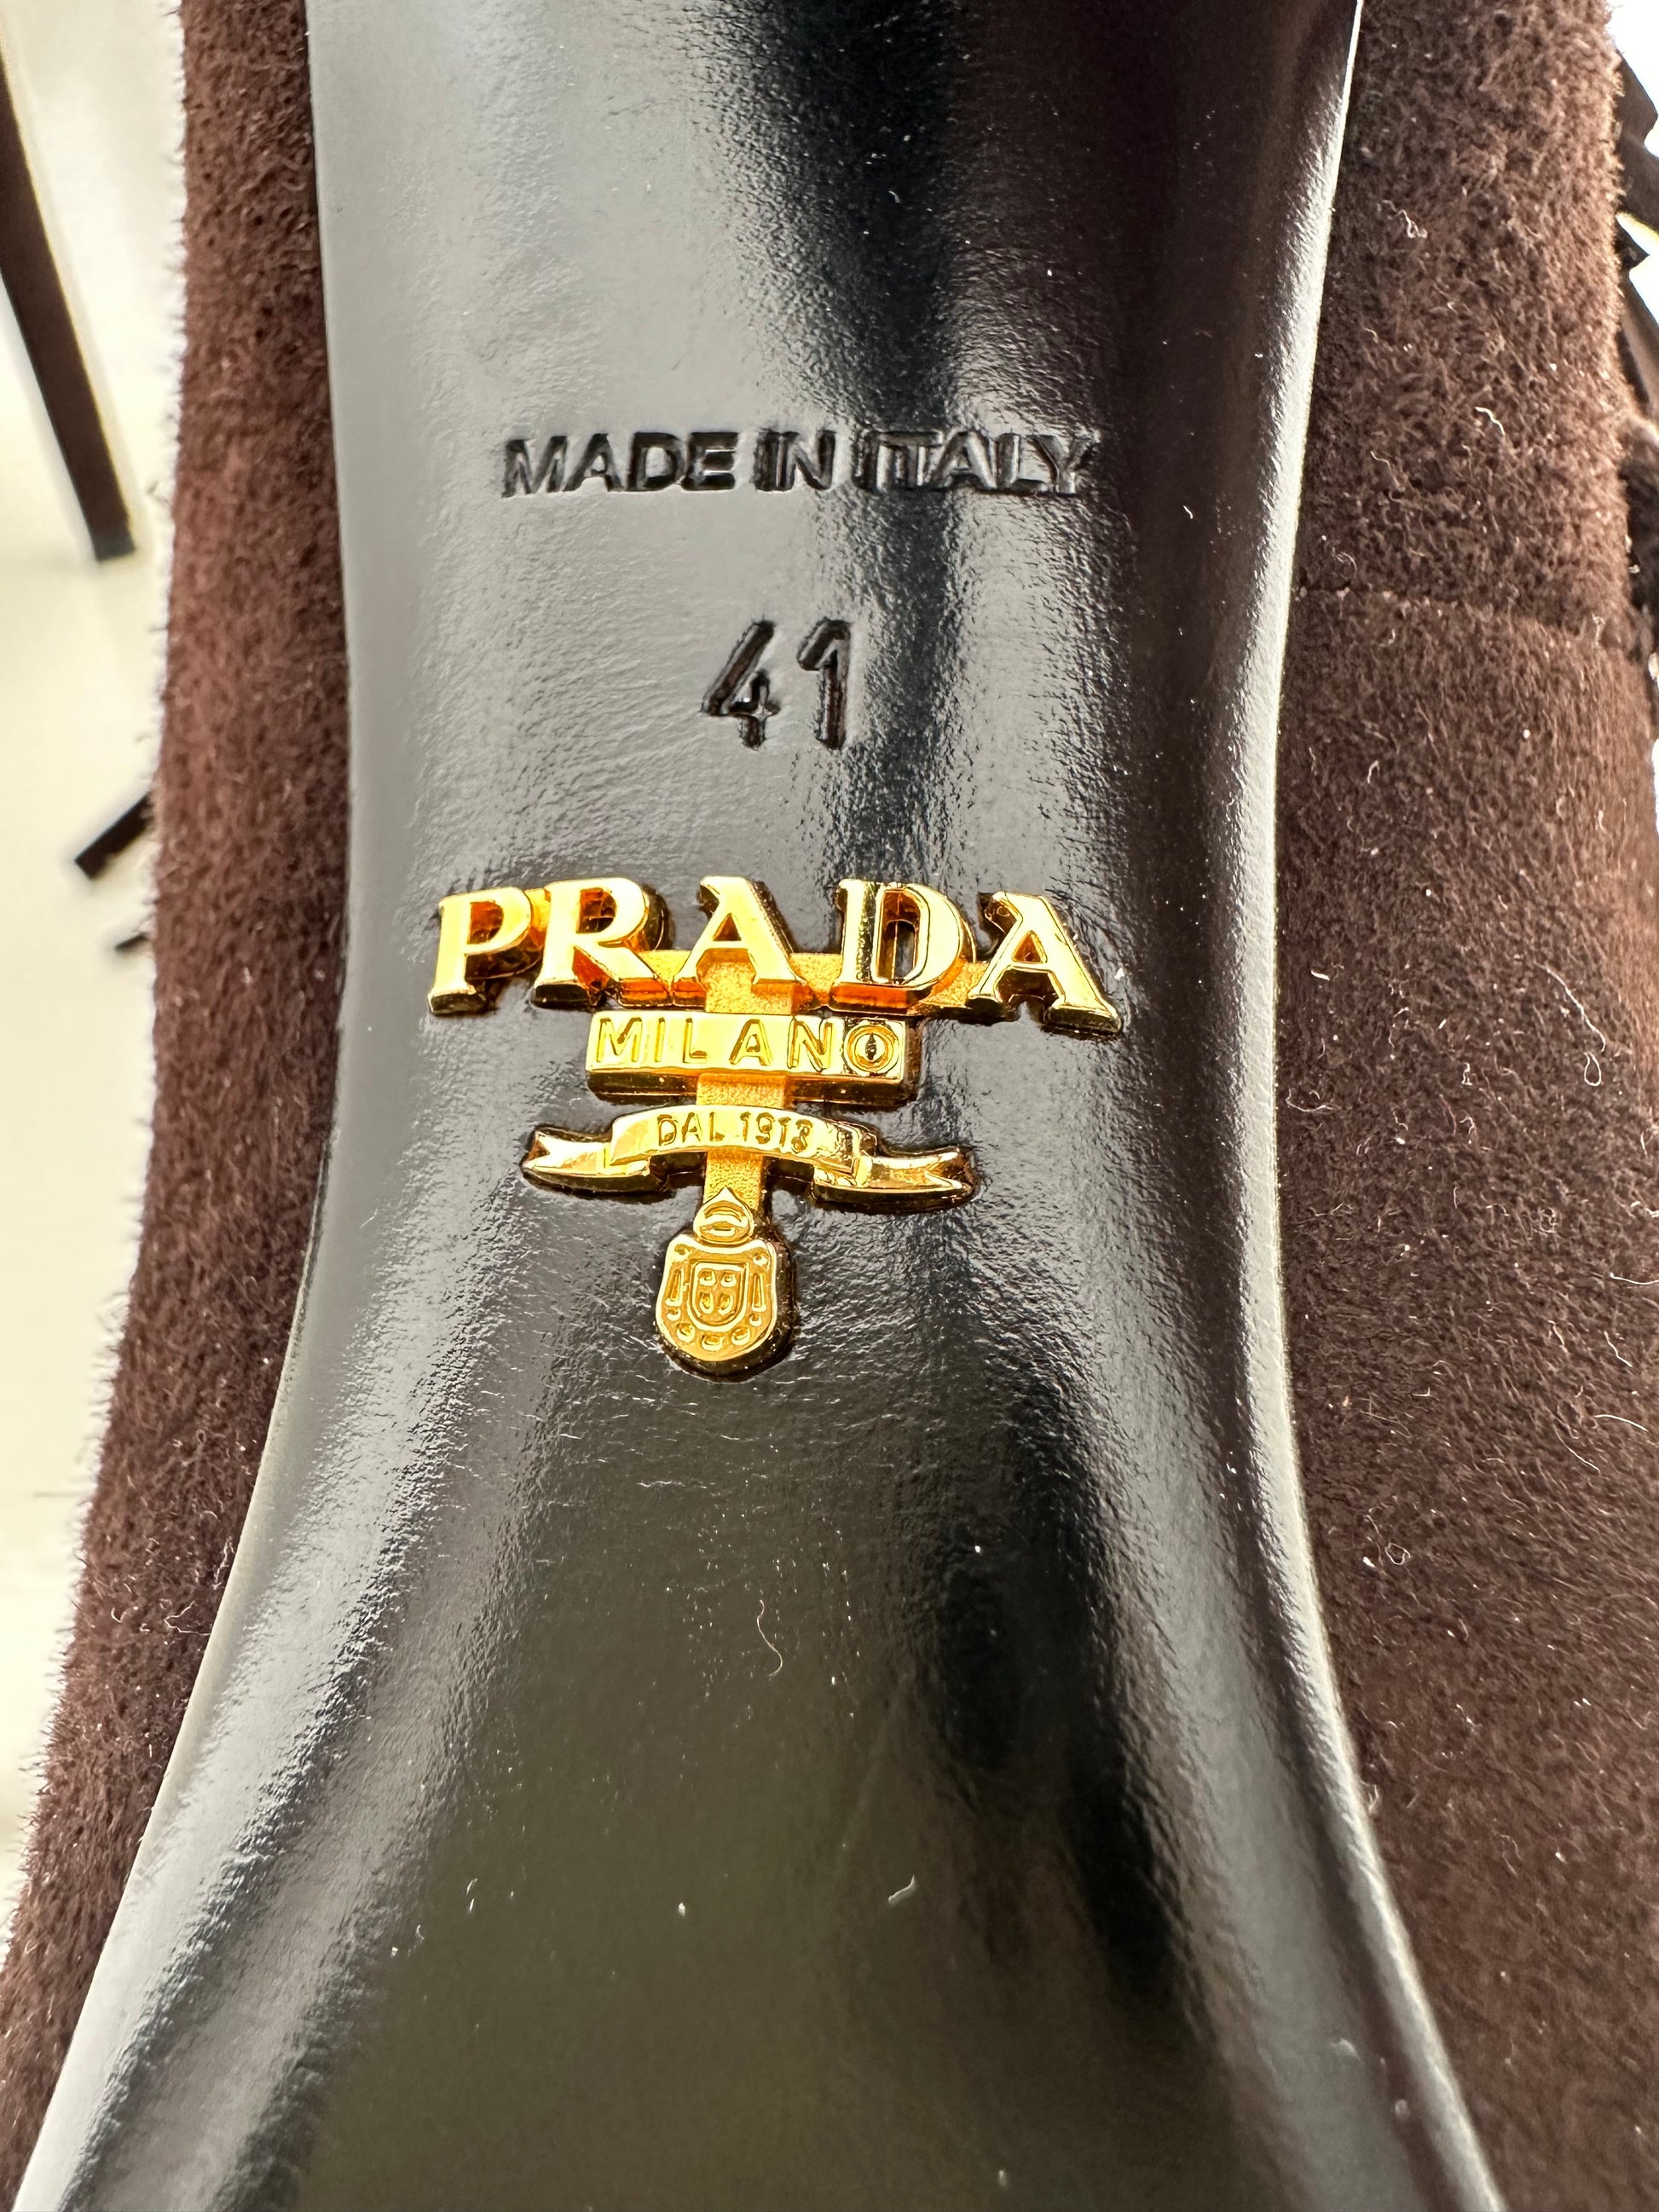 MADE IN ITALY
41
PRADA
MILANO
DAL 1913